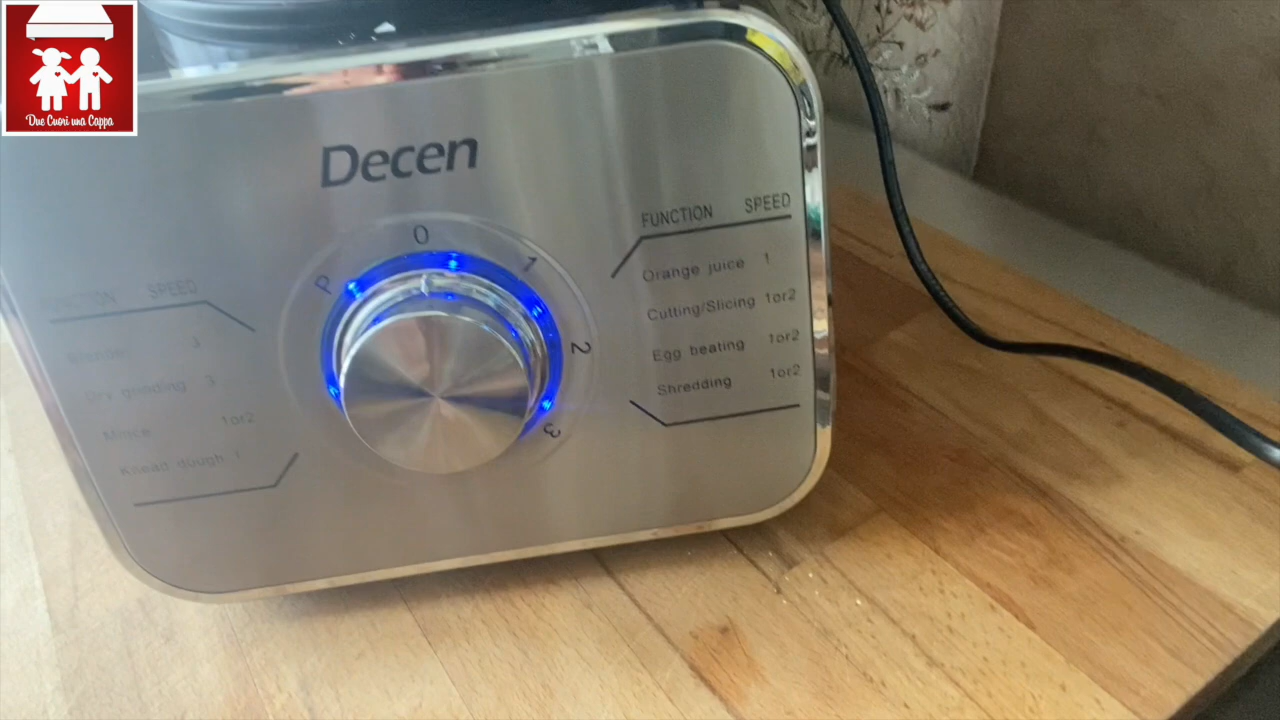 Due Cuori una Cappa
Decen
FUNCTION SPEED
Orange juice 1
Cutting/Slicing 1or2
Egg beating 1or2
Shredding 1or2
P 0 1 2 3
FUNCTION SPEED
Blender 3
Dry grinding 3
Mince 1or2
Knead dough 1